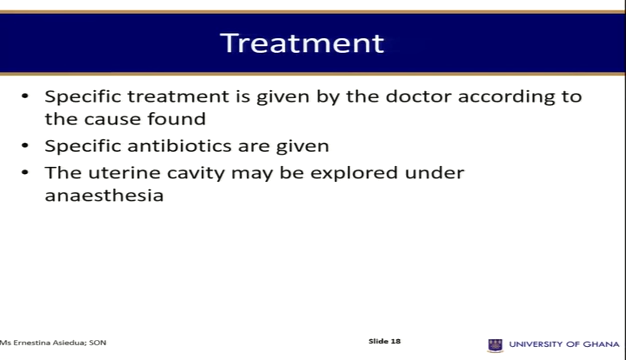 Treatment
• Specific treatment is given by the doctor according to
the cause found
• Specific antibiotics are given
• The uterine cavity may be explored under
anaesthesia
Ms Ernestina Asiedua; SON
Slide 18
UNIVERSITY OF GHANA